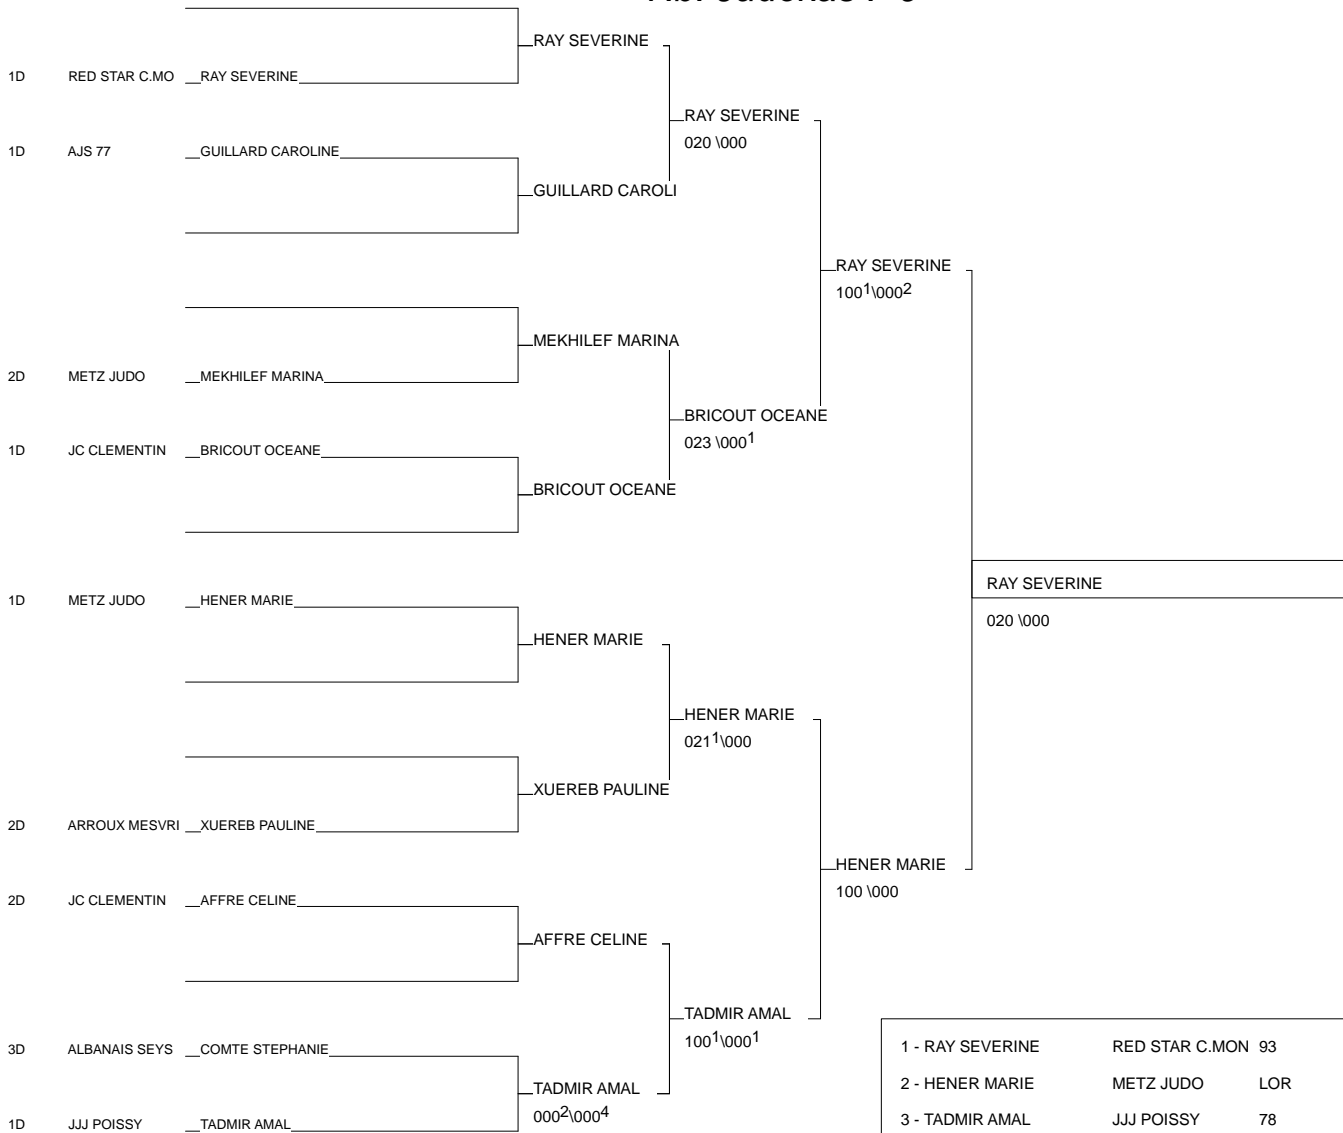 RAY SEVERINE
1D RED STAR C.MO RAY SEVERINE
RAY SEVERINE
020 \000
1D AJS 77 GUILLARD CAROLINE
GUILLARD CAROLI
RAY SEVERINE
100¹\000²
MEKHILEF MARINA
2D METZ JUDO MEKHILEF MARINA
BRICOUT OCEANE
023 \000¹
1D JC CLEMENTIN BRICOUT OCEANE
BRICOUT OCEANE
RAY SEVERINE
020 \000
1D METZ JUDO HENER MARIE
HENER MARIE
HENER MARIE
021¹\000
XUEREB PAULINE
2D ARROUX MESVRI XUEREB PAULINE
HENER MARIE
100 \000
2D JC CLEMENTIN AFFRE CELINE
AFFRE CELINE
TADMIR AMAL
100¹\000¹
3D ALBANAIS SEYS COMTE STEPHANIE
TADMIR AMAL
000²\000⁴
1D JJJ POISSY TADMIR AMAL
1 - RAY SEVERINE RED STAR C.MON 93
2 - HENER MARIE METZ JUDO LOR
3 - TADMIR AMAL JJJ POISSY 78